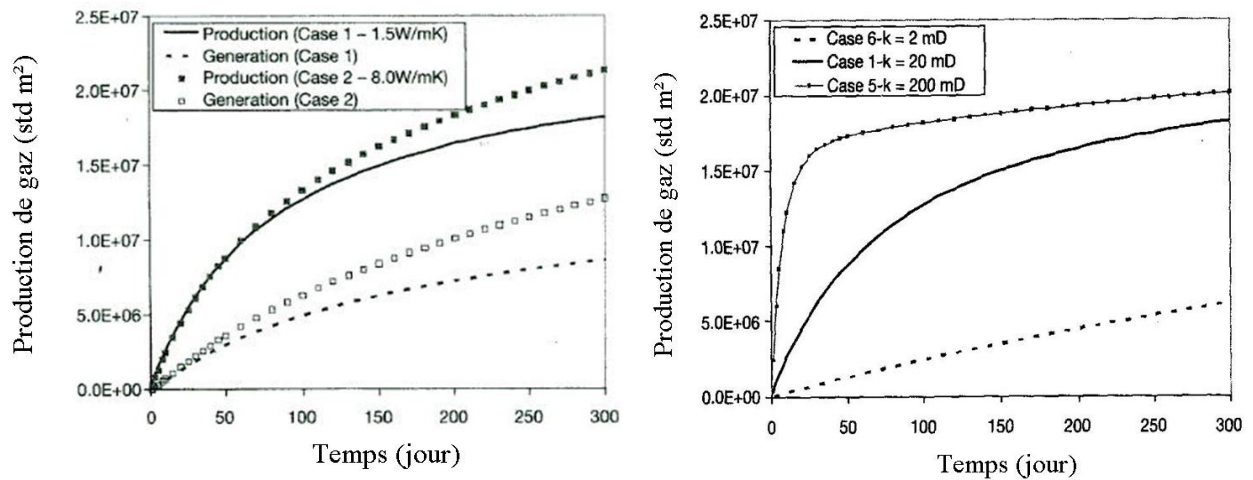 Production de gaz (std m²)
2.5E+07
2.0E+07
1.5E+07
1.0E+07
5.0E+06
0.0E+00
Production (Case 1 – 1.5W/mK)
Generation (Case 1)
Production (Case 2 – 8.0W/mK)
Generation (Case 2)
0 50 100 150 200 250 300
Temps (jour)
Production de gaz (std m²)
2.5E+07
2.0E+07
1.5E+07
1.0E+07
5.0E+06
0.0E+00
Case 6-k = 2 mD
Case 1-k = 20 mD
Case 5-k = 200 mD
0 50 100 150 200 250 300
Temps (jour)